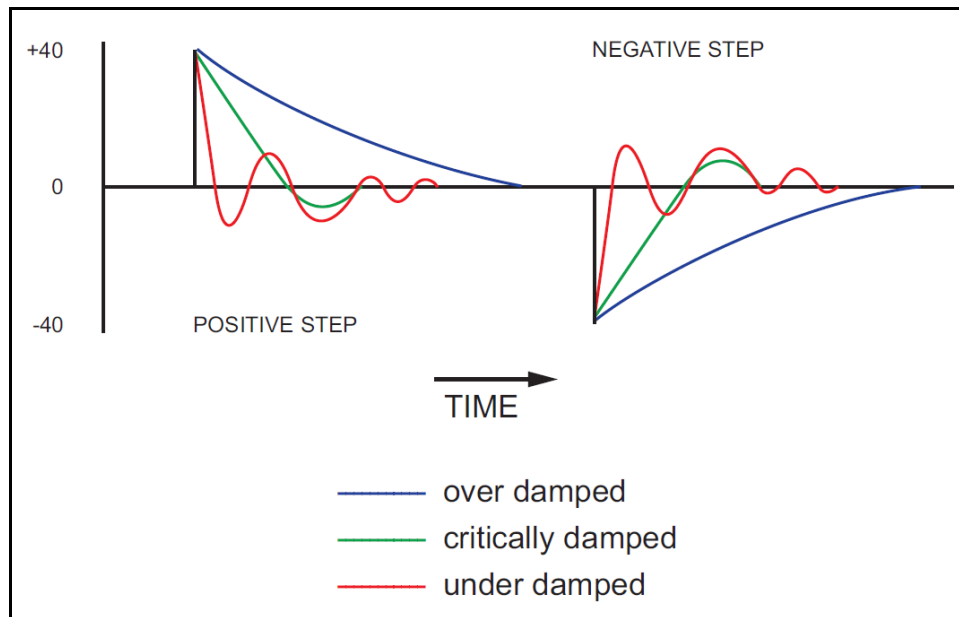 +40
NEGATIVE STEP
0
-40
POSITIVE STEP
TIME
over damped
critically damped
under damped